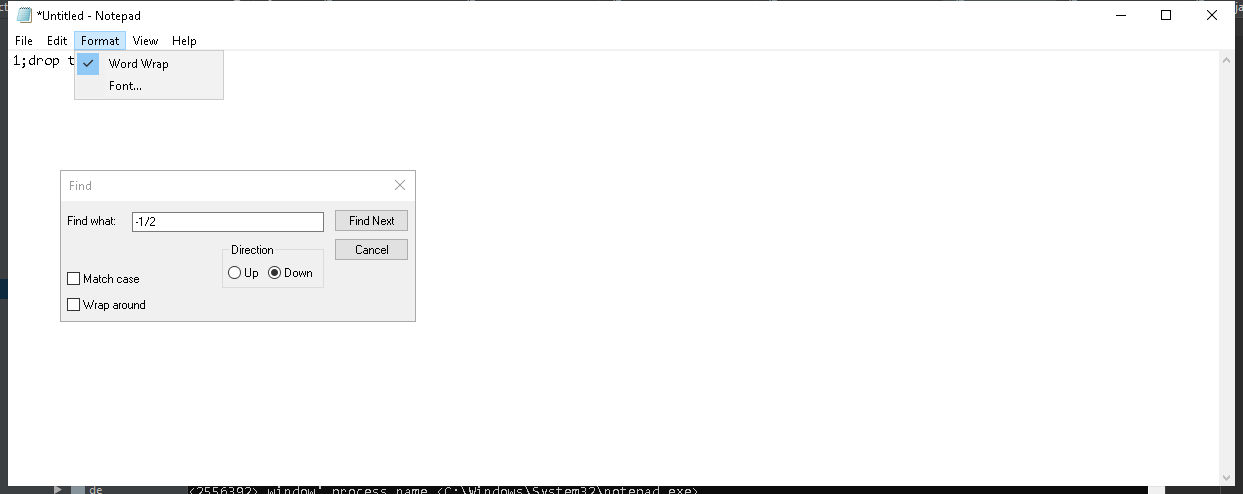 *Untitled - Notepad
File Edit Format View Help
1;drop t
Word Wrap
Font...
Find
Find what: -1/2 Find Next
Direction Cancel
Up Down
Match case
Wrap around
de <2556392> window' process name <C:\Windows\System32\notepad.exe>